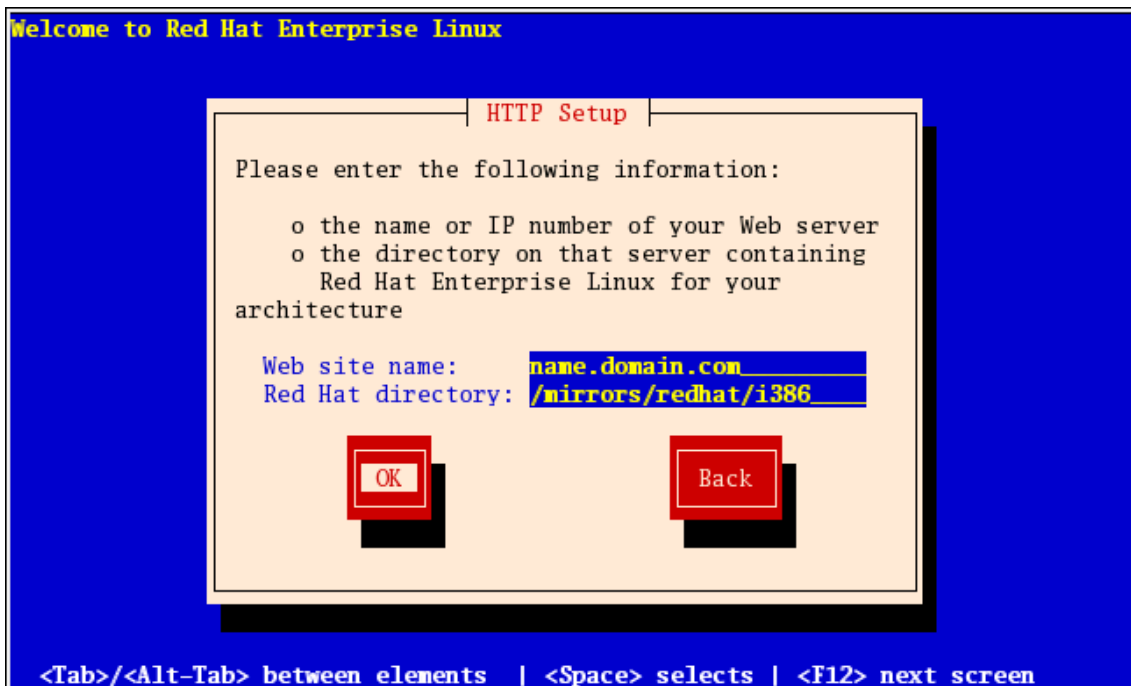 Welcome to Red Hat Enterprise Linux
HTTP Setup
Please enter the following information:
o the name or IP number of your Web server
o the directory on that server containing
Red Hat Enterprise Linux for your
architecture
Web site name: name.domain.com_________
Red Hat directory: /mirrors/redhat/i386____
OK Back
<Tab>/<Alt-Tab> between elements | <Space> selects | <F12> next screen